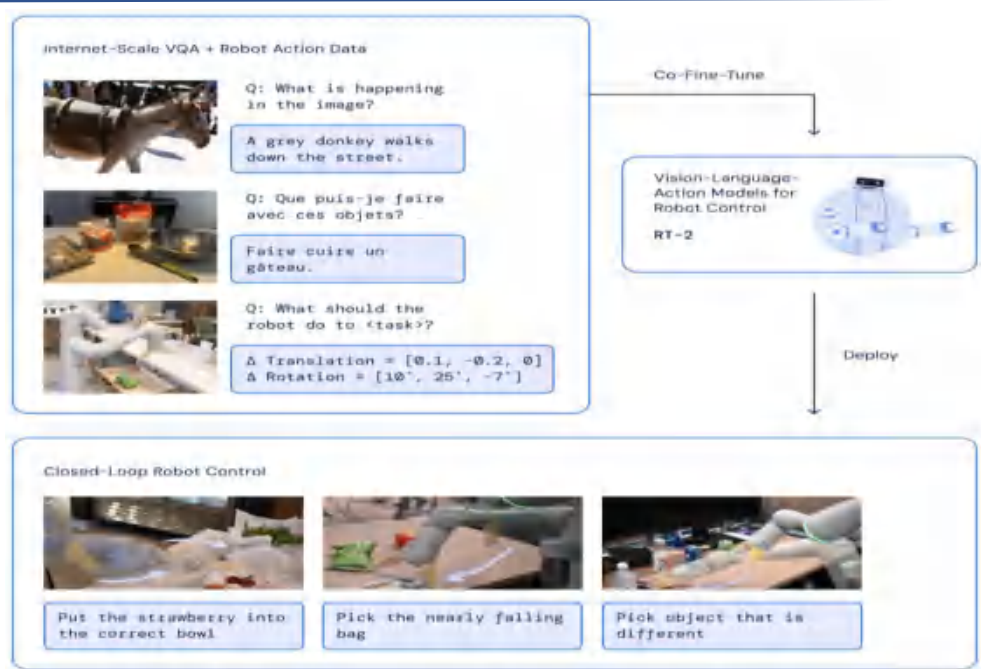 Internet-Scale VQA + Robot Action Data
Q: What is happening
in the image?
A grey donkey walks
down the street.
Q: Que puis-je faire
avec ces objets?
Faire cuire un
gâteau.
Q: What should the
robot do to <task>?
Δ Translation = [0.1, -0.2, 0]
Δ Rotation = [10°, 25°, -7°]
Co-Fine-Tune
Vision-Language-
Action Models for
Robot Control
RT-2
Deploy
Closed-Loop Robot Control
Put the strawberry into
the correct bowl
Pick the nearly falling
bag
Pick object that is
different